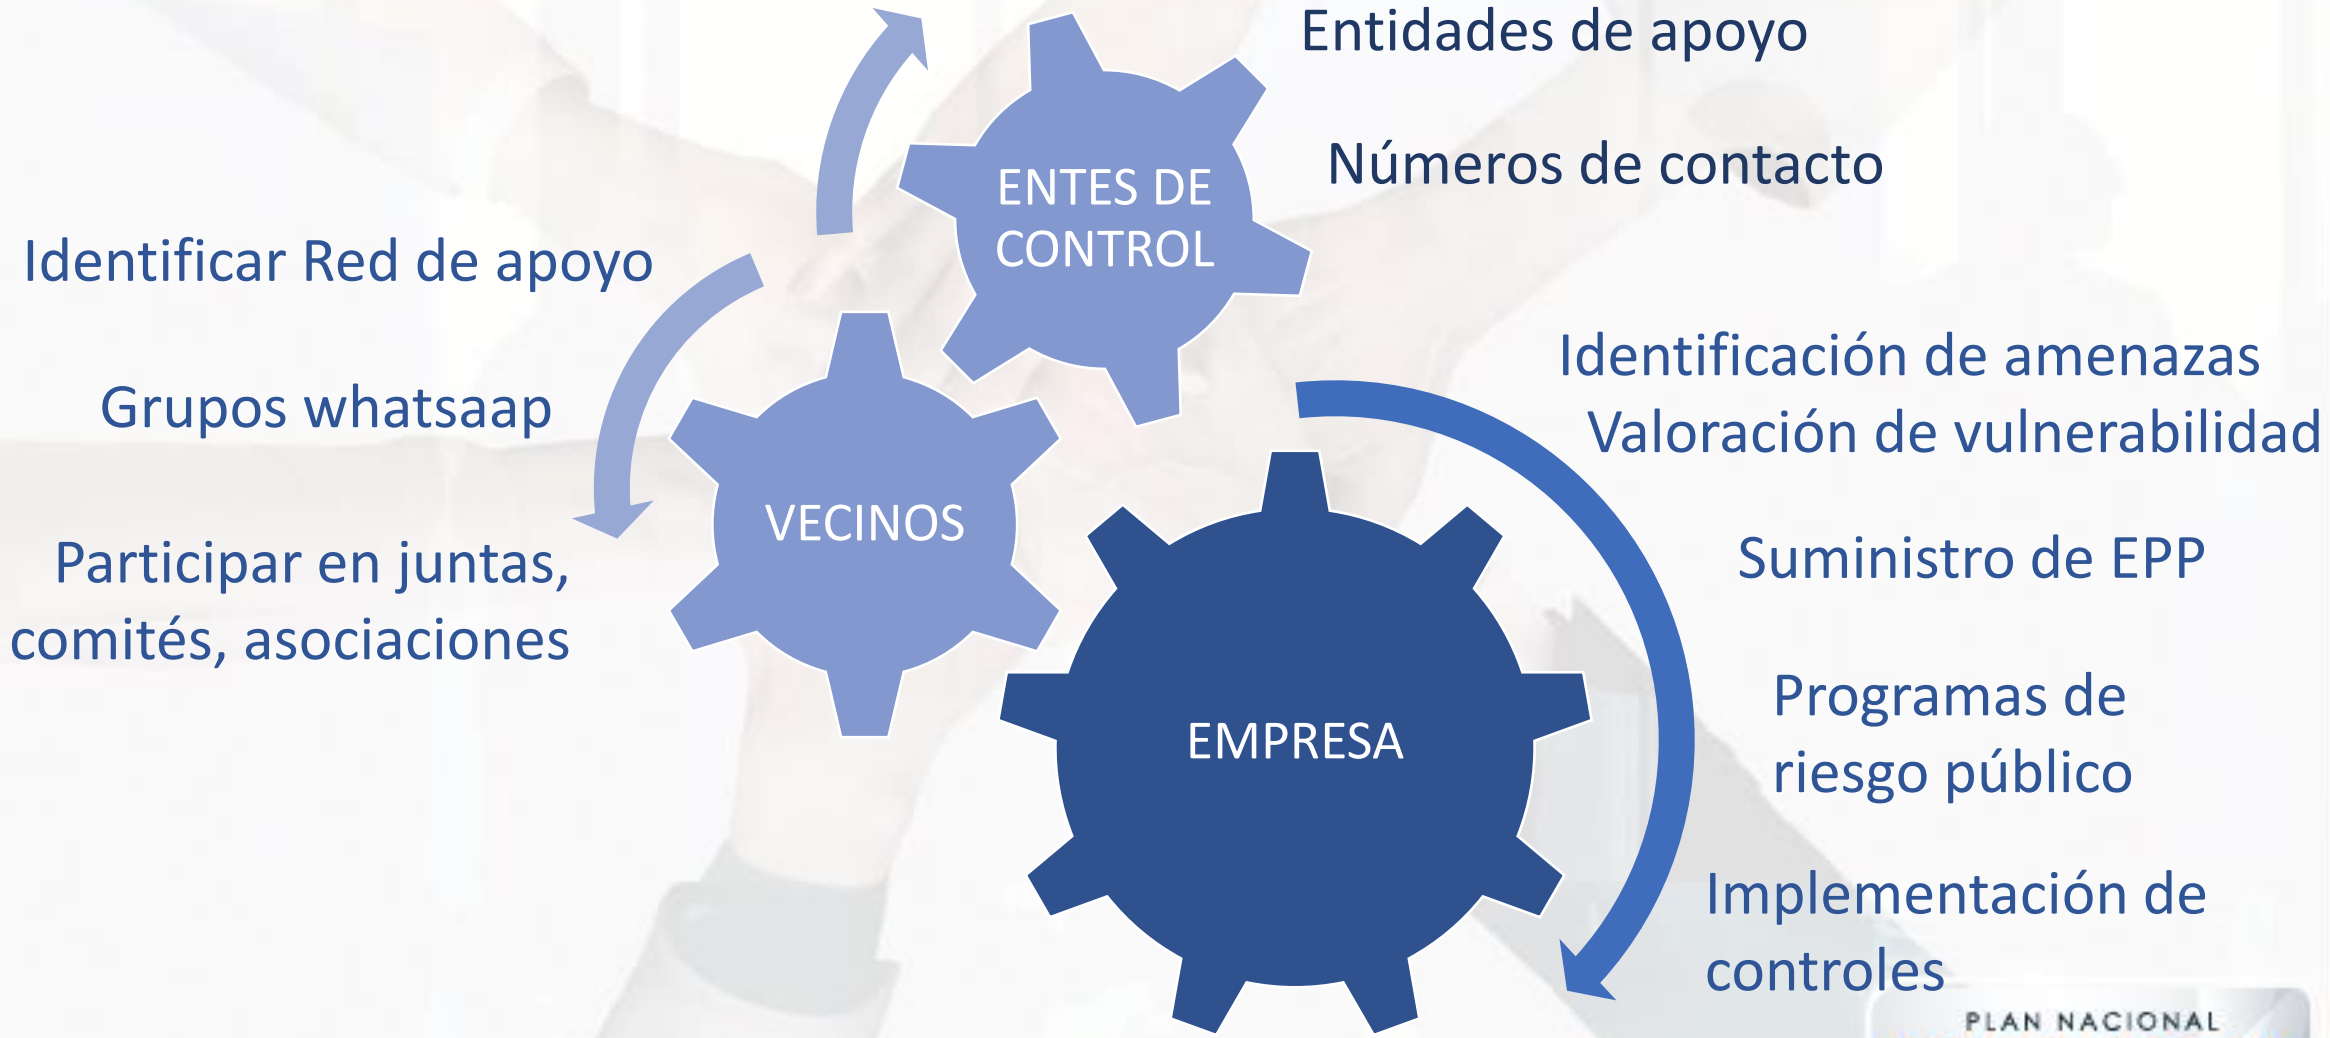 Entidades de apoyo
Números de contacto
ENTES DE
CONTROL
Identificar Red de apoyo
Grupos whatsaap
Participar en juntas,
comités, asociaciones
VECINOS
Identificación de amenazas
Valoración de vulnerabilidad
Suministro de EPP
Programas de
riesgo público
Implementación de
controles
EMPRESA
PLAN NACIONAL